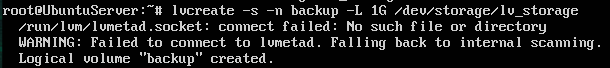 root@UbuntuServer:~# lvcreate -s -n backup -L 1G /dev/storage/lv_storage
/run/lvm/lvmetad.socket: connect failed: No such file or directory
WARNING: Failed to connect to lvmetad. Falling back to internal scanning.
Logical volume "backup" created.